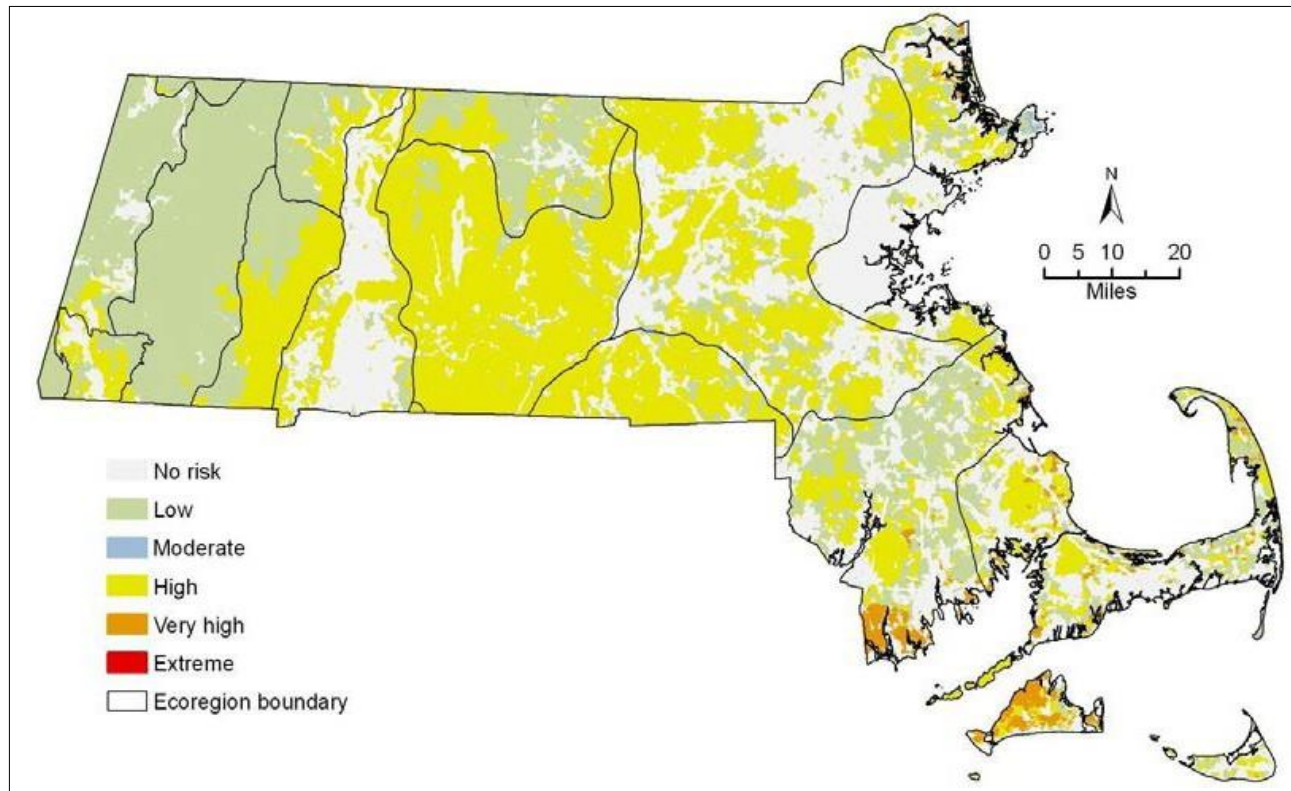 N
0 5 10 20
Miles
No risk
Low
Moderate
High
Very high
Extreme
Ecoregion boundary